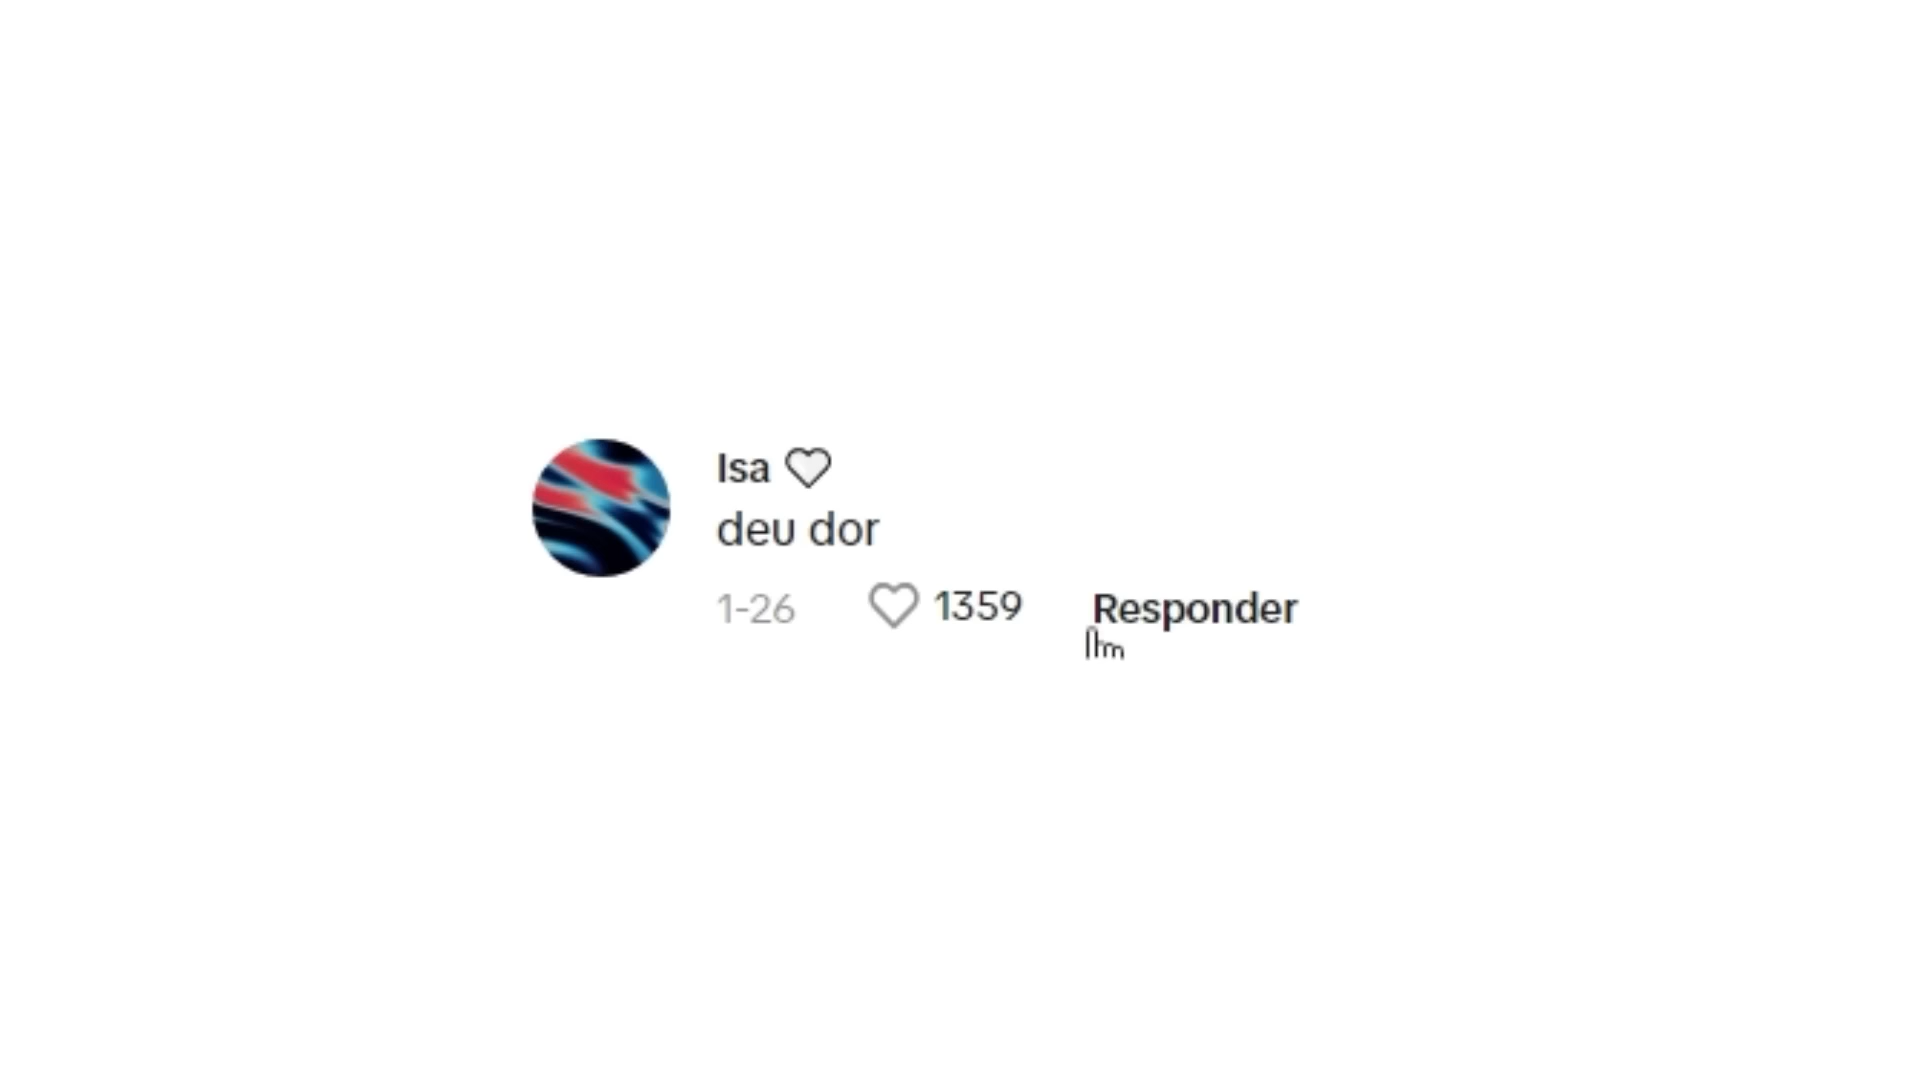 Isa 🤍
deu dor
1-26 1359 Responder